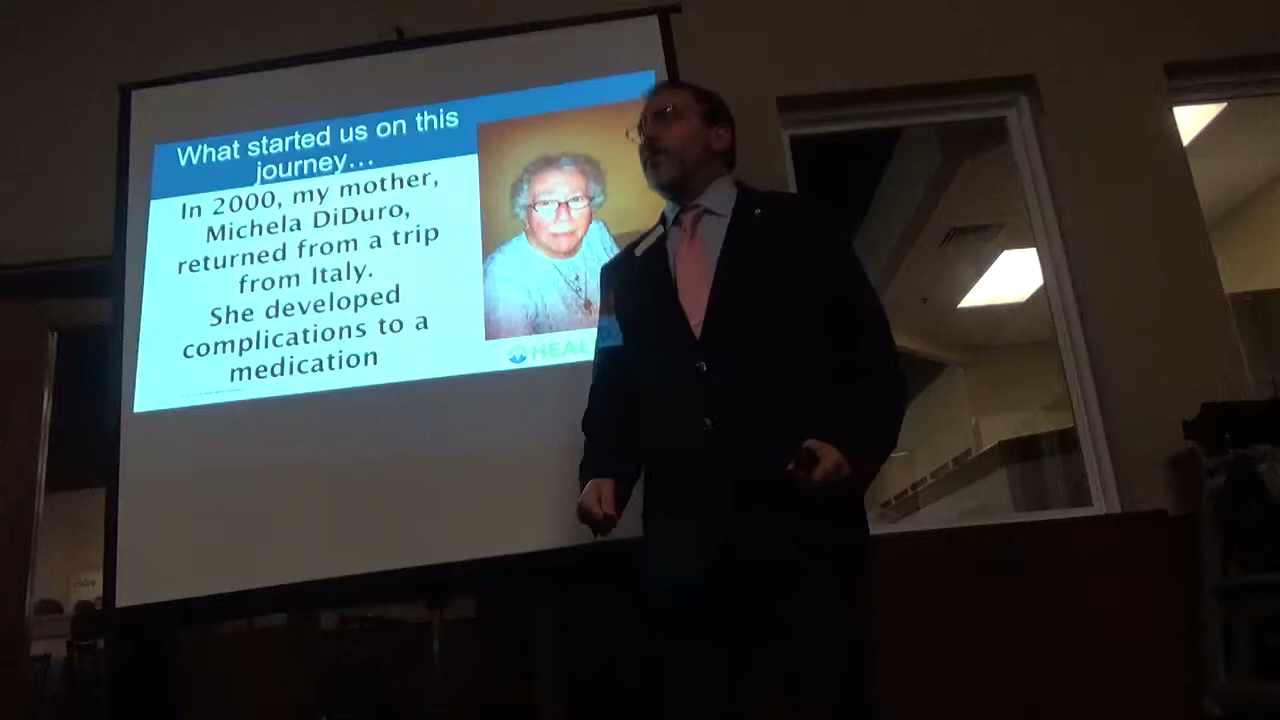 What started us on this
journey...
In 2000, my mother,
Michela DiDuro,
returned from a trip
from Italy.
She developed
complications to a
medication